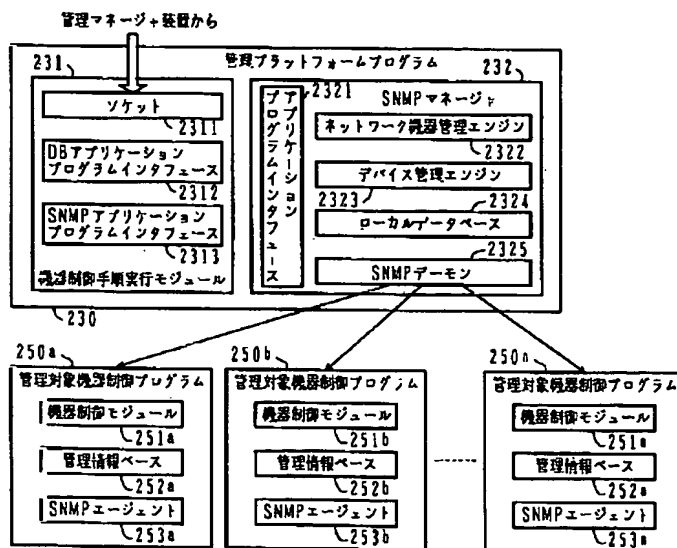 管理マネージャ装置から
231
管理プラットフォームプログラム
232
ソケット
2311
DBアプリケーション
プログラムインタフェース
2312
SNMPアプリケーション
プログラムインタフェース
2313
機器制御手順実行モジュール
アプリケーション
プログラムインタフェース
2321
SNMPマネージャ
ネットワーク機器管理エンジン
2322
デバイス管理エンジン
2323
2324
ローカルデータベース
2325
SNMPデーモン
230
250a
管理対象機器制御プログラム
機器制御モジュール
251a
管理情報ベース
252a
SNMPエージェント
253a
250b
管理対象機器制御プログラム
機器制御モジュール
251b
管理情報ベース
252b
SNMPエージェント
253b
250n
管理対象機器制御プログラム
機器制御モジュール
251n
管理情報ベース
252n
SNMPエージェント
253n